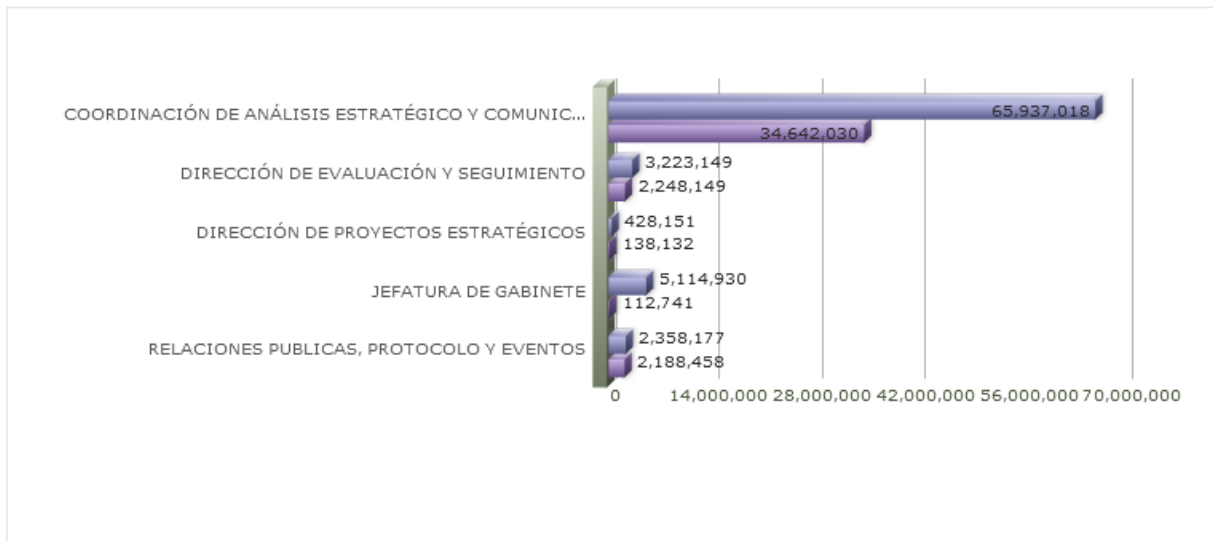 COORDINACIÓN DE ANÁLISIS ESTRATÉGICO Y COMUNIC...
65,937,018
34,642,030
DIRECCIÓN DE EVALUACIÓN Y SEGUIMIENTO
3,223,149
2,248,149
DIRECCIÓN DE PROYECTOS ESTRATÉGICOS
428,151
138,132
JEFATURA DE GABINETE
5,114,930
112,741
RELACIONES PUBLICAS, PROTOCOLO Y EVENTOS
2,358,177
2,188,458
0 14,000,000 28,000,000 42,000,000 56,000,000 70,000,000